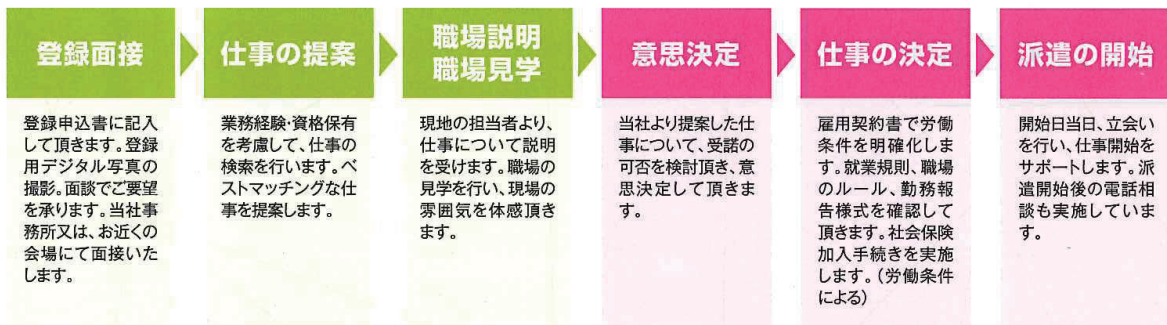 登録面接
登録申込書に記入
して頂きます。登録
用デジタル写真の
撮影。面談でご要望
を承ります。当社事
務所又は、お近くの
会場にて面接いた
します。
仕事の提案
業務経験・資格保有
を考慮して、仕事の
検索を行います。ベ
ストマッチングな仕
事を提案します。
職場説明
職場見学
現地の担当者より、
仕事について説明
を受けます。職場の
見学を行い、現場の
雰囲気を体感頂き
ます。
意思決定
当社より提案した仕
事について、受諾の
可否を検討頂き、意
思決定して頂きま
す。
仕事の決定
雇用契約書で労働
条件を明確化しま
す。就業規則、職場
のルール、勤務報
告様式を確認して
頂きます。社会保険
加入手続きを実施
します。(労働条件
による)
派遣の開始
開始日当日、立会い
を行い、仕事開始を
サポートします。派
遣開始後の電話相
談も実施していま
す。